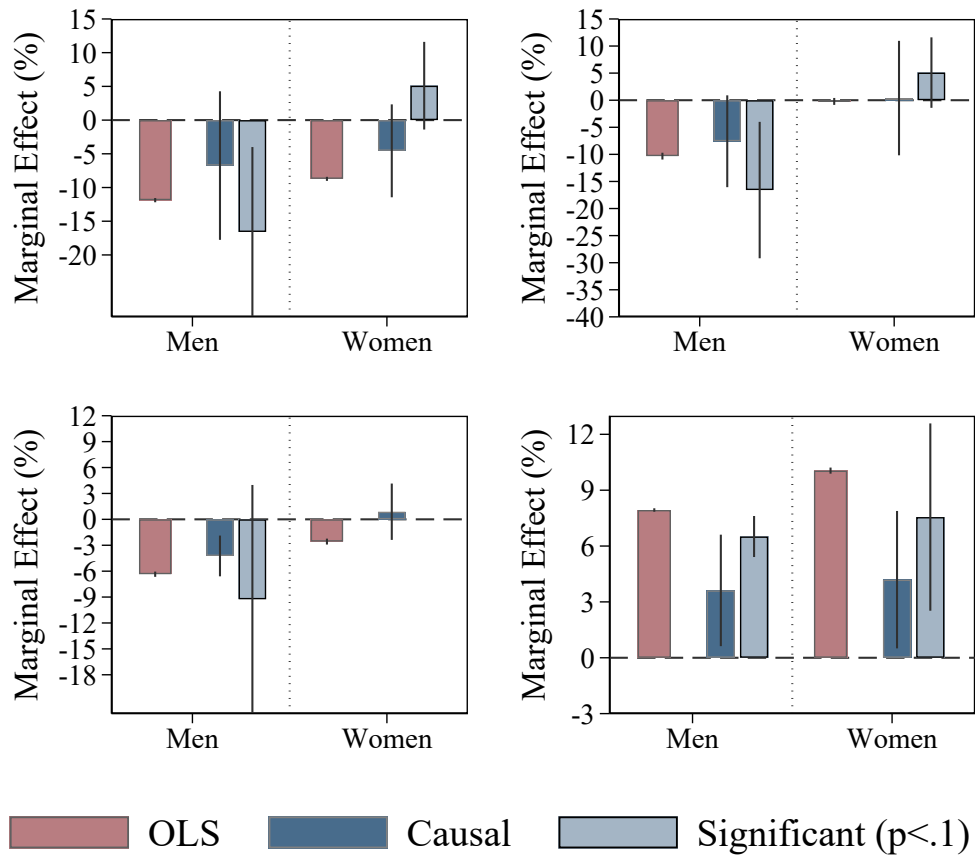 Marginal Effect (%)
15
10
5
0
-5
-10
-15
-20
Men
Women
Marginal Effect (%)
15
10
5
0
-5
-10
-15
-20
-25
-30
-35
-40
Men
Women
Marginal Effect (%)
12
9
6
3
0
-3
-6
-9
-12
-15
-18
Men
Women
Marginal Effect (%)
12
9
6
3
0
-3
Men
Women
OLS
Causal
Significant (p<.1)